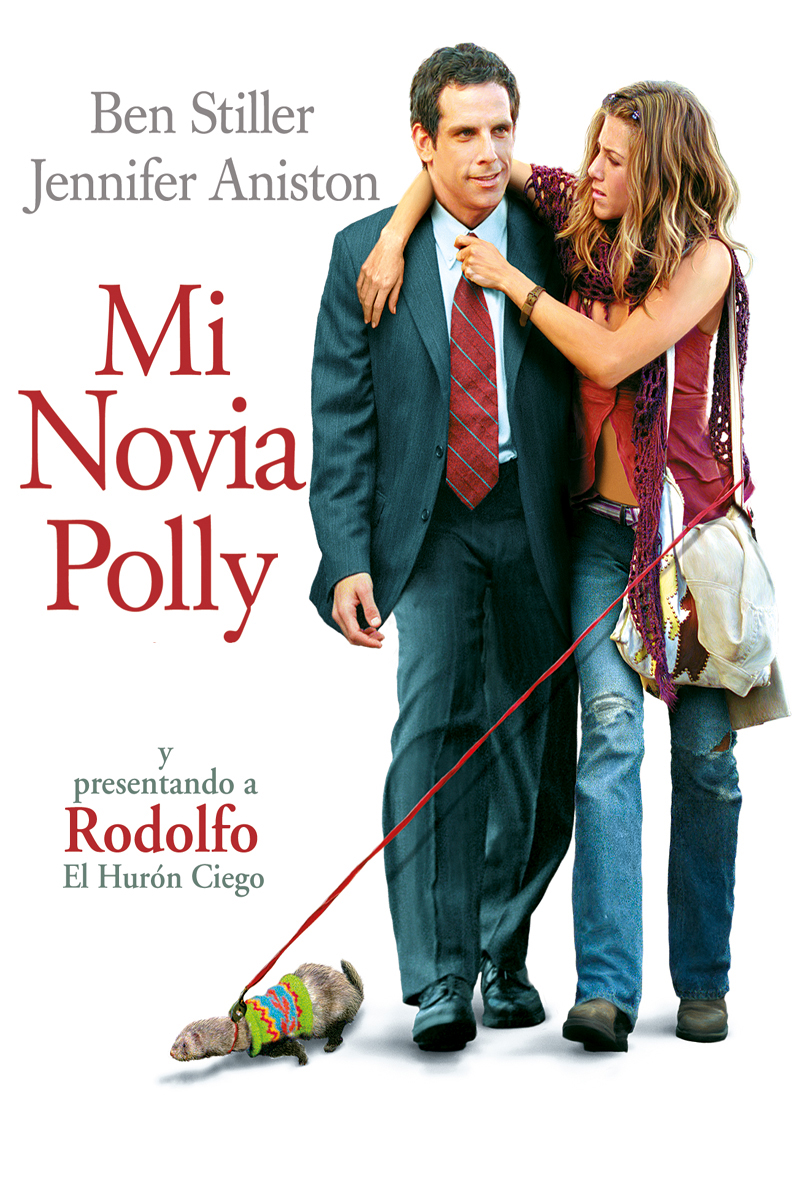 Ben Stiller
Jennifer Aniston
Mi
Novia
Polly
y
presentando a
Rodolfo
El Hurón Ciego